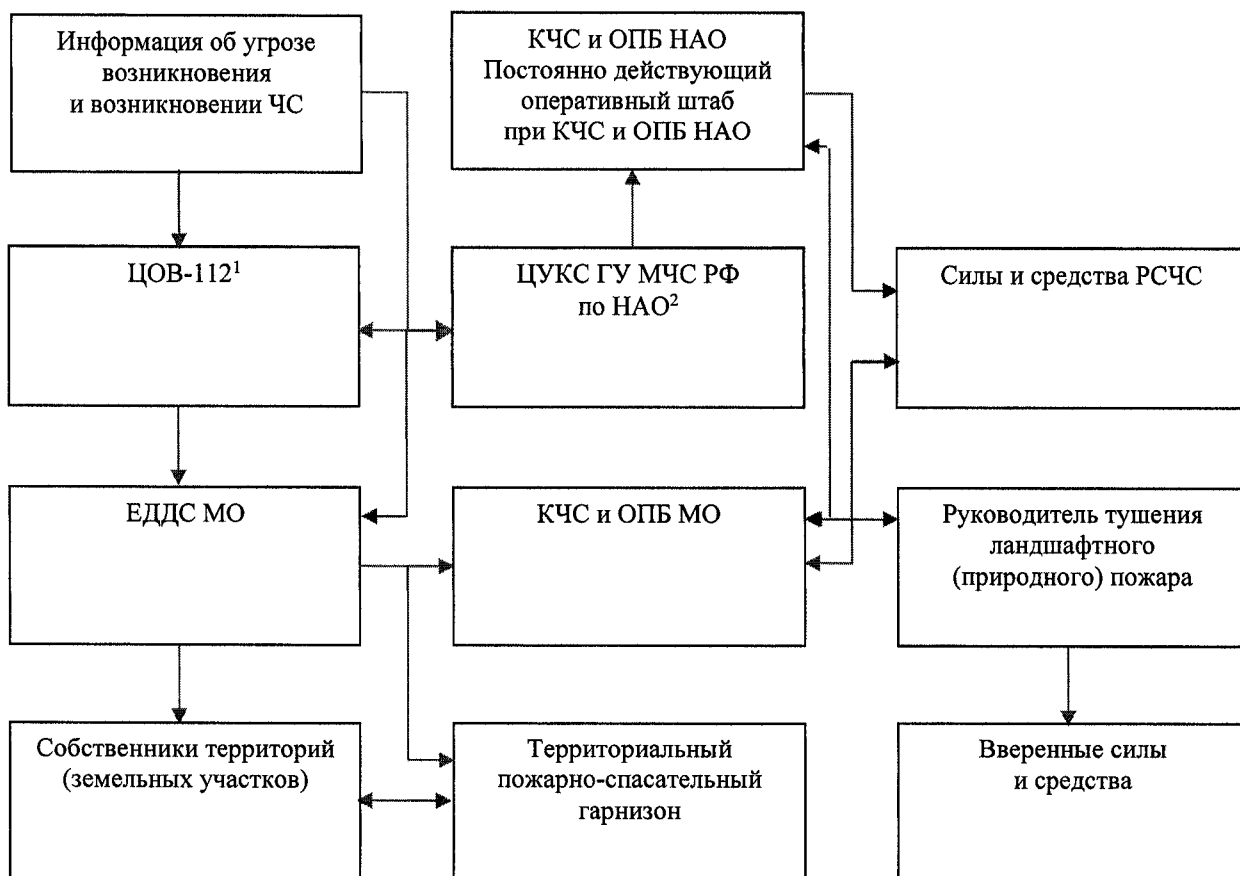 Информация об угрозе
возникновения
и возникновении ЧС
КЧС и ОПБ НАО
Постоянно действующий
оперативный штаб
при КЧС и ОПБ НАО
ЦОВ-112¹
ЦУКС ГУ МЧС РФ
по НАО²
Силы и средства РСЧС
ЕДДС МО
КЧС и ОПБ МО
Руководитель тушения
ландшафтного
(природного) пожара
Собственники территорий
(земельных участков)
Территориальный
пожарно-спасательный
гарнизон
Вверенные силы
и средства